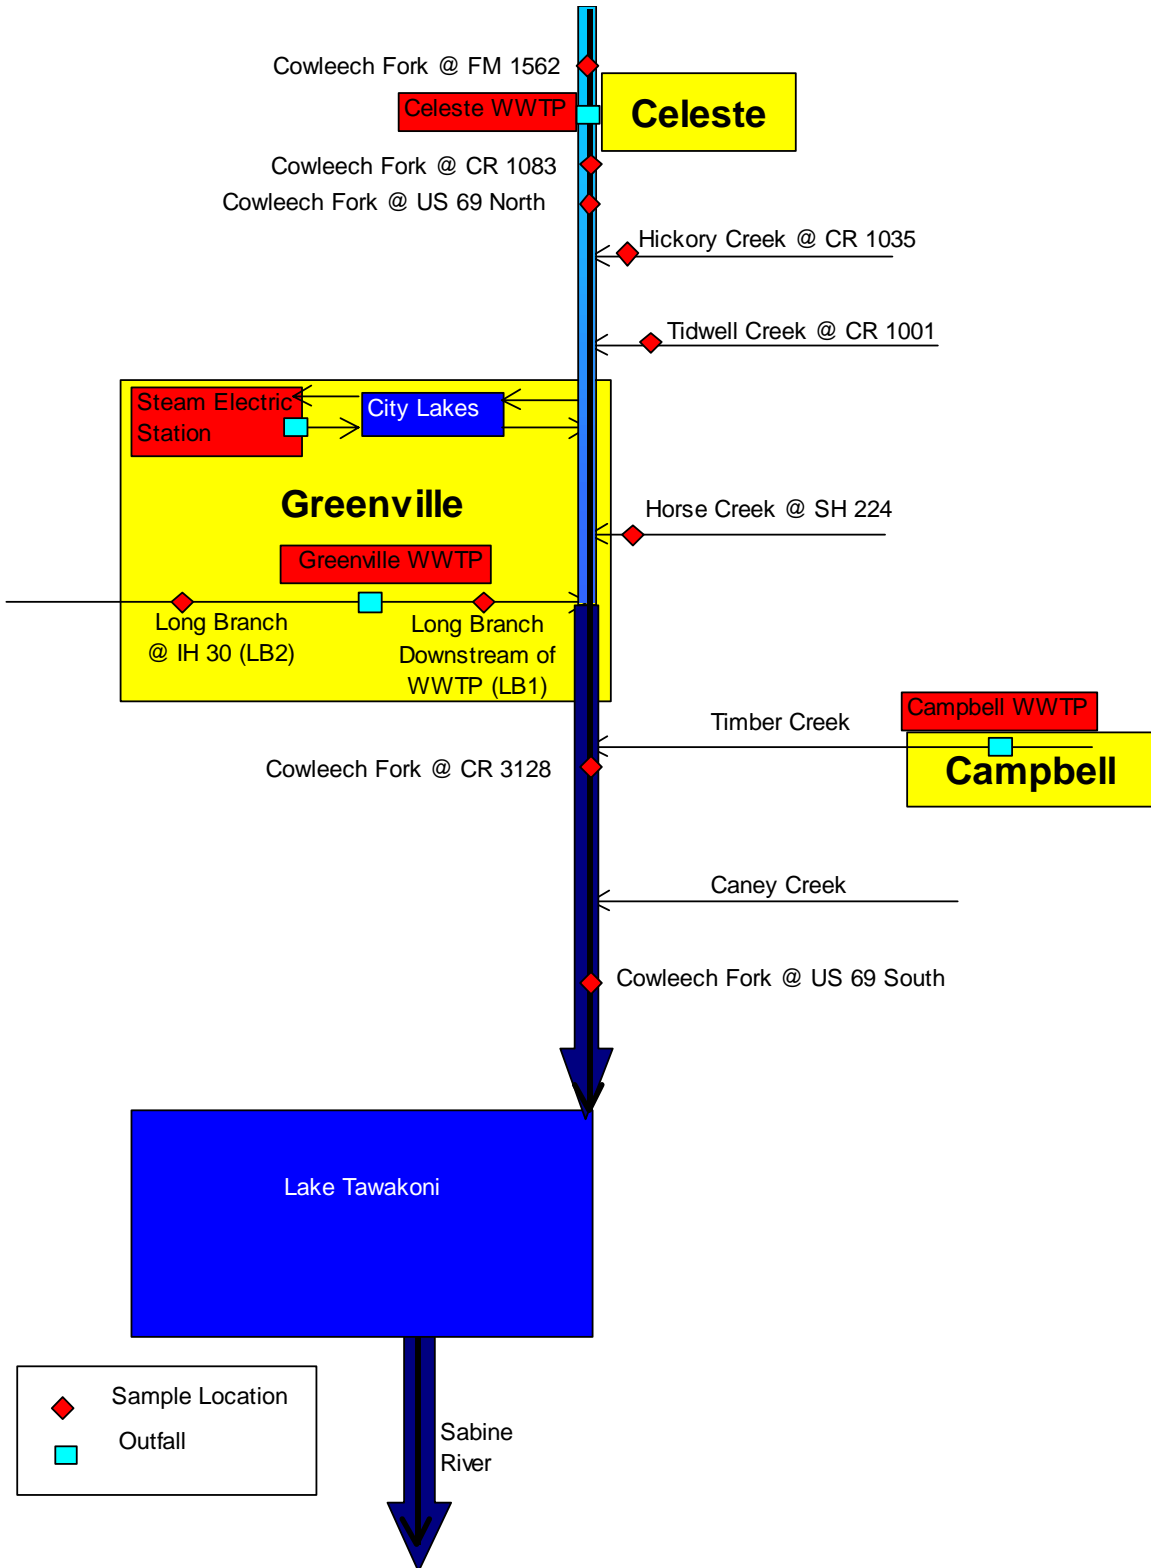 Cowleech Fork @ FM 1562
Celeste WWTP
Celeste
Cowleech Fork @ CR 1083
Cowleech Fork @ US 69 North
Hickory Creek @ CR 1035
Tidwell Creek @ CR 1001
Steam Electric
Station
City Lakes
Greenville
Horse Creek @ SH 224
Greenville WWTP
Long Branch
@ IH 30 (LB2)
Long Branch
Downstream of
WWTP (LB1)
Campbell WWTP
Timber Creek
Campbell
Cowleech Fork @ CR 3128
Caney Creek
Cowleech Fork @ US 69 South
Lake Tawakoni
Sample Location
Outfall
Sabine
River